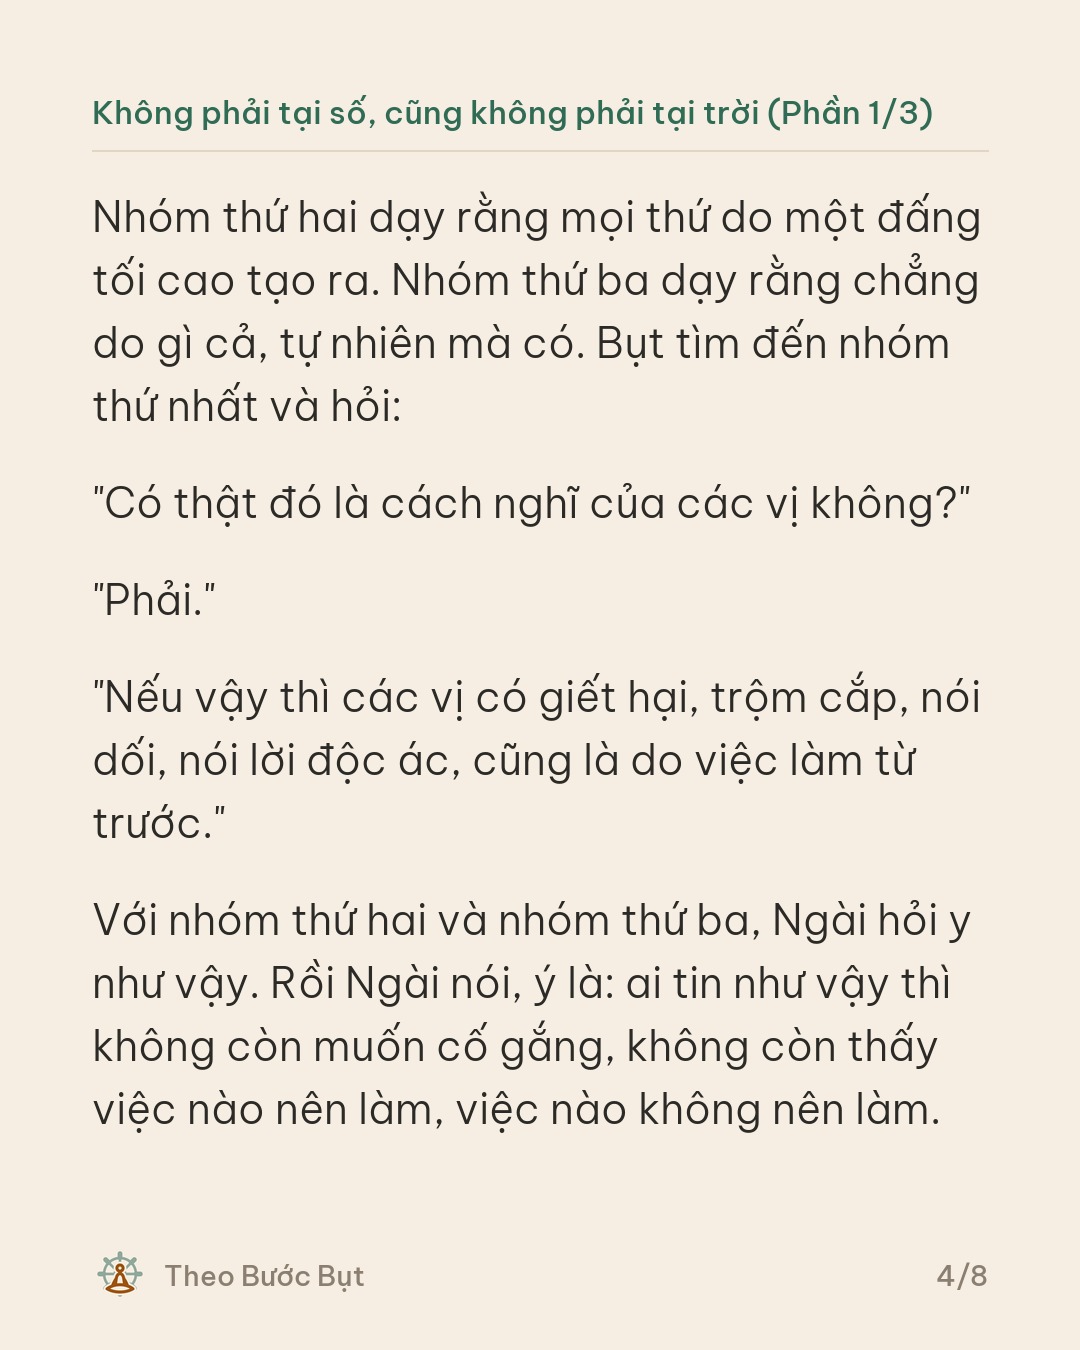 Không phải tại số, cũng không phải tại trời (Phần 1/3)
Nhóm thứ hai dạy rằng mọi thứ do một đấng
tối cao tạo ra. Nhóm thứ ba dạy rằng chẳng
do gì cả, tự nhiên mà có. Bụt tìm đến nhóm
thứ nhất và hỏi:
"Có thật đó là cách nghĩ của các vị không?"
"Phải."
"Nếu vậy thì các vị có giết hại, trộm cắp, nói
dối, nói lời độc ác, cũng là do việc làm từ
trước."
Với nhóm thứ hai và nhóm thứ ba, Ngài hỏi y
như vậy. Rồi Ngài nói, ý là: ai tin như vậy thì
không còn muốn cố gắng, không còn thấy
việc nào nên làm, việc nào không nên làm.
Theo Bước Bụt
4/8